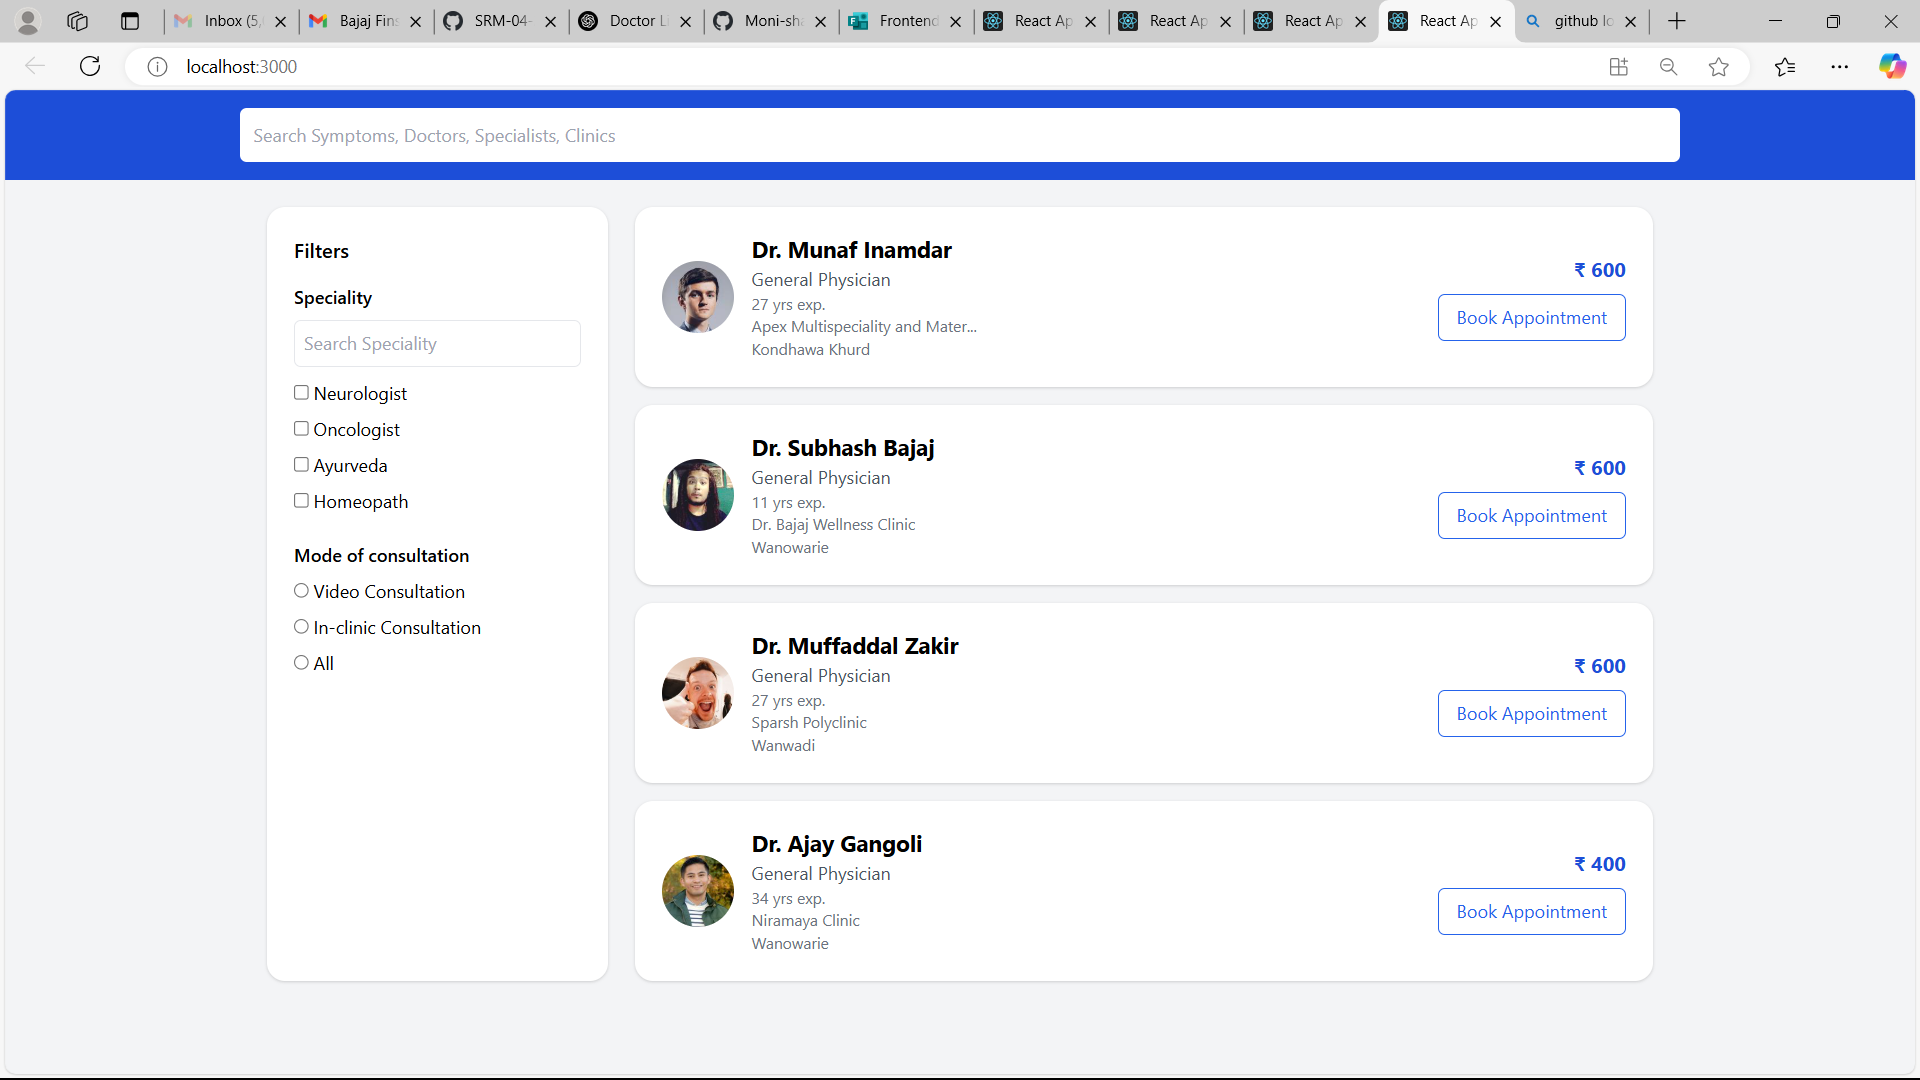 Inbox (5,
Bajaj Fins
SRM-04-
Doctor Li
Moni-sha
Frontend
React Ap
React Ap
React Ap
React Ap
github lo
localhost:3000
Search Symptoms, Doctors, Specialists, Clinics
Filters
Speciality
Search Speciality
Neurologist
Oncologist
Ayurveda
Homeopath
Mode of consultation
Video Consultation
In-clinic Consultation
All
Dr. Munaf Inamdar
General Physician
27 yrs exp.
Apex Multispeciality and Mater...
Kondhawa Khurd
₹ 600
Book Appointment
Dr. Subhash Bajaj
General Physician
11 yrs exp.
Dr. Bajaj Wellness Clinic
Wanowarie
₹ 600
Book Appointment
Dr. Muffaddal Zakir
General Physician
27 yrs exp.
Sparsh Polyclinic
Wanwadi
₹ 600
Book Appointment
Dr. Ajay Gangoli
General Physician
34 yrs exp.
Niramaya Clinic
Wanowarie
₹ 400
Book Appointment